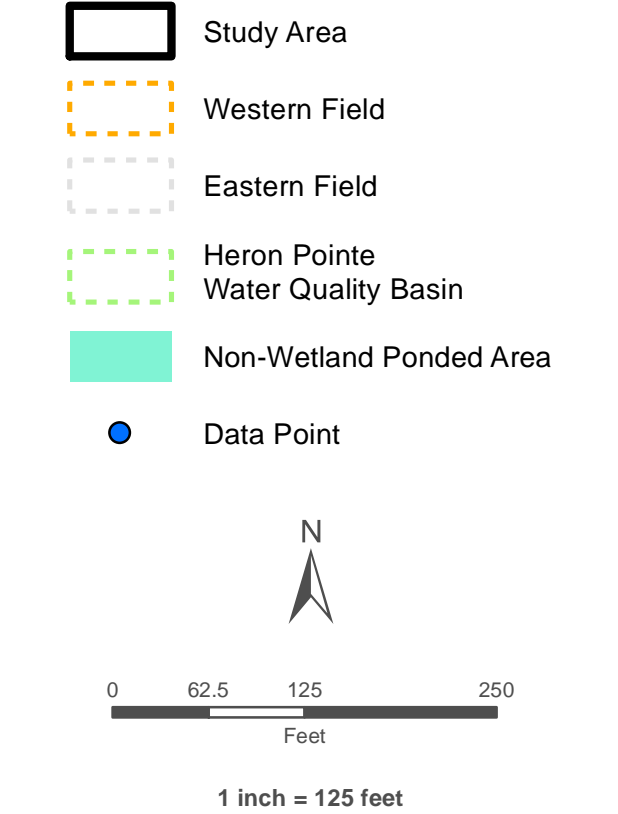 Study Area
Western Field
Eastern Field
Heron Pointe
Water Quality Basin
Non-Wetland Ponded Area
Data Point
N
0 62.5 125 250
Feet
1 inch = 125 feet